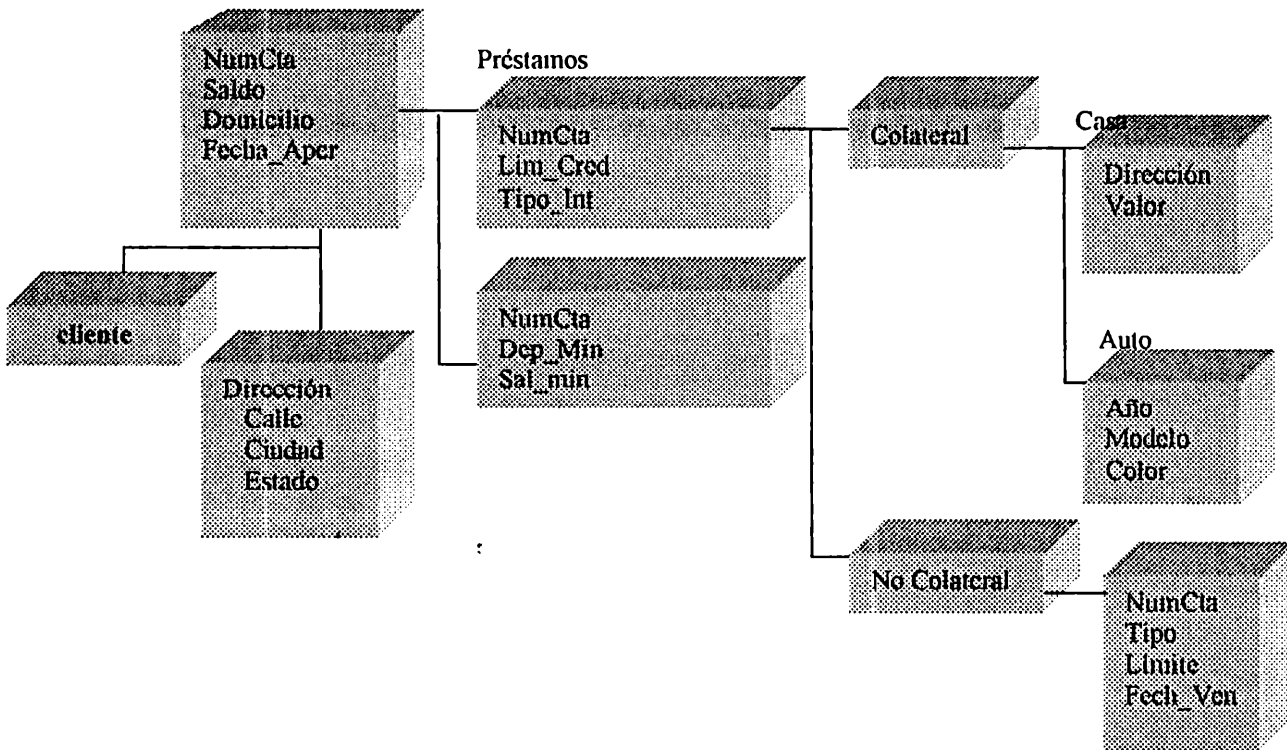 NumCta
Saldo
Domicilio
Fecha_Aper
Préstamos
NumCta
Lim_Cred
Tipo_Int
Colateral
Casa
Dirección
Valor
cliente
Dirección
Calle
Ciudad
Estado
NumCta
Dep_Min
Sal_min
Auto
Año
Modelo
Color
No Colateral
NumCta
Tipo
Límite
Fech_Ven